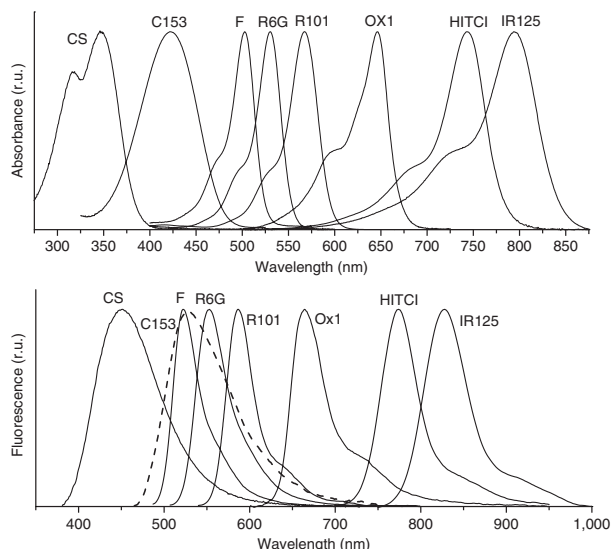 CS C153 F R6G R101 OX1 HITCI IR125
Absorbance (r.u.)
300 350 400 450 500 550 600 650 700 750 800 850
Wavelength (nm)
CS C153 F R6G R101 Ox1 HITCI IR125
Fluorescence (r.u.)
400 500 600 700 800 900 1,000
Wavelength (nm)